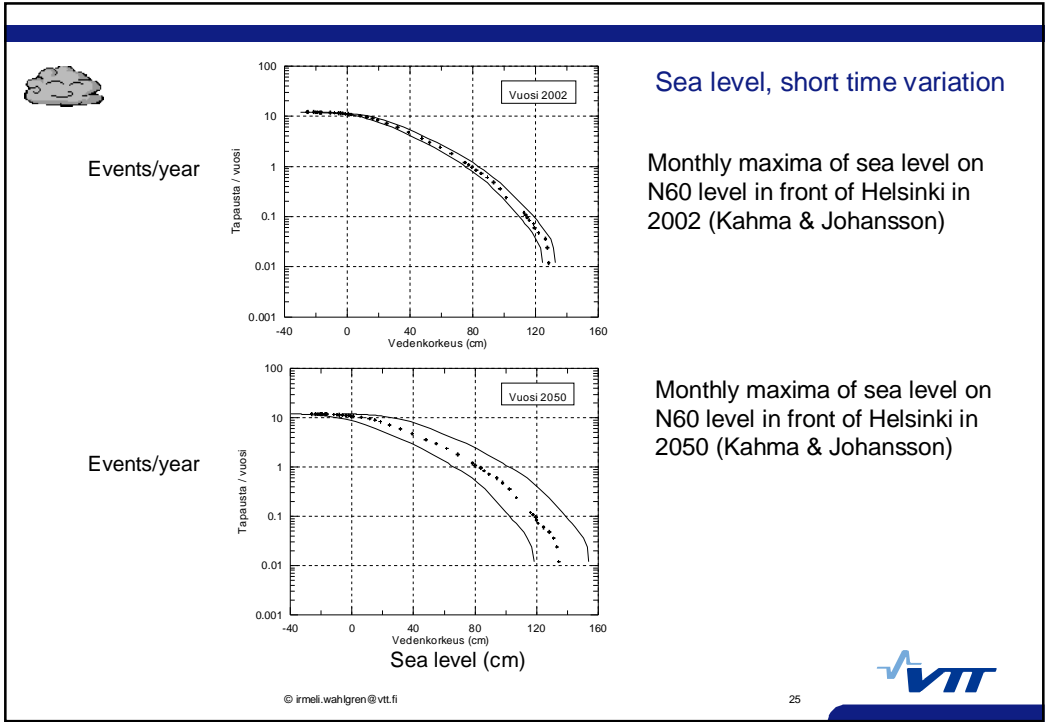 Sea level, short time variation
Events/year
Tapausta / vuosi
100
10
1
0.1
0.01
0.001
Vuosi 2002
-40 0 40 80 120 160
Vedenkorkeus (cm)
Monthly maxima of sea level on
N60 level in front of Helsinki in
2002 (Kahma & Johansson)
Events/year
Tapausta / vuosi
100
10
1
0.1
0.01
0.001
Vuosi 2050
-40 0 40 80 120 160
Vedenkorkeus (cm)
Sea level (cm)
Monthly maxima of sea level on
N60 level in front of Helsinki in
2050 (Kahma & Johansson)
© irmeli.wahlgren@vtt.fi
25
VTT